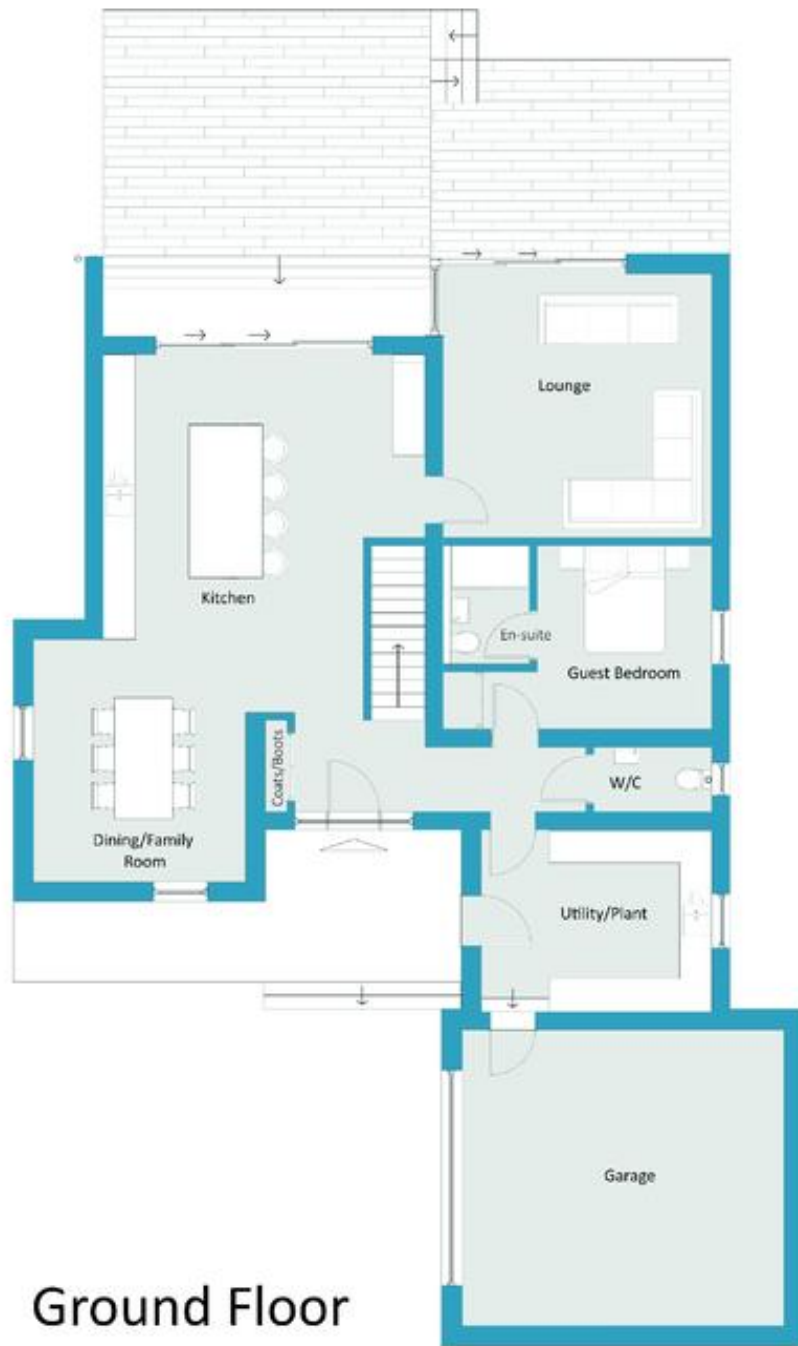 Lounge
Kitchen
En-suite
Guest Bedroom
Coats/Boots
W/C
Dining/Family
Room
Utility/Plant
Garage
Ground Floor